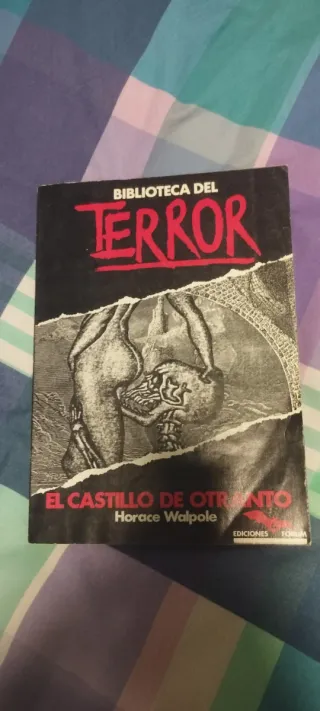 BIBLIOTECA DEL
TERROR
EL CASTILLO DE OTRANTO
Horace Walpole
EDICIONES FORUM